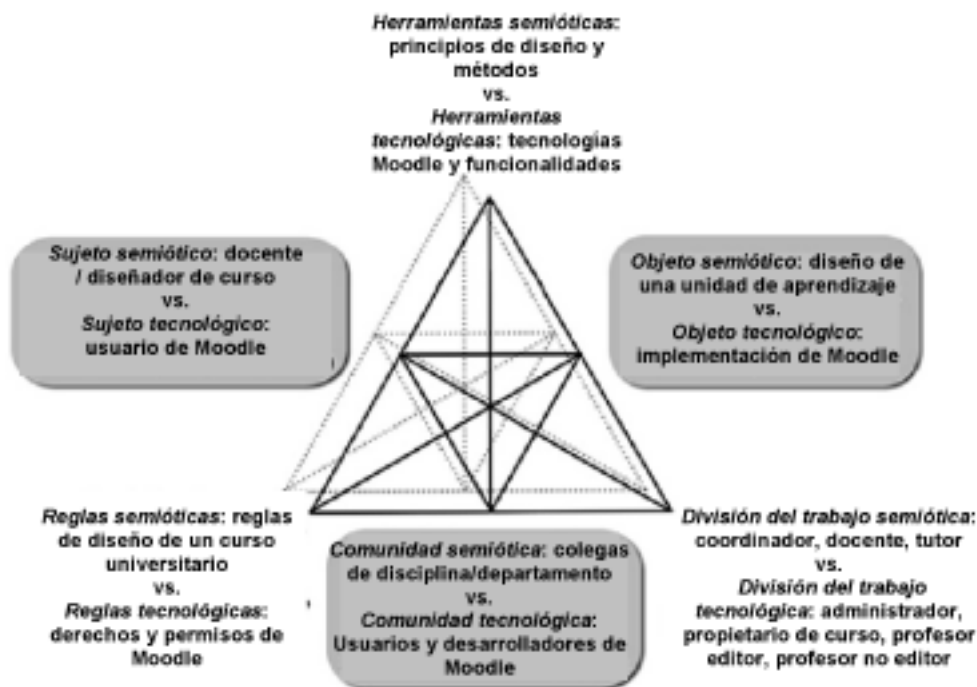 Herramientas semióticas:
principios de diseño y
métodos
vs.
Herramientas
tecnológicas: tecnologías
Moodle y funcionalidades
Sujeto semiótico: docente
/ diseñador de curso
vs.
Sujeto tecnológico:
usuario de Moodle
Objeto semiótico: diseño de
una unidad de aprendizaje
vs.
Objeto tecnológico:
implementación de Moodle
Reglas semióticas: reglas
de diseño de un curso
universitario
vs.
Reglas tecnológicas:
derechos y permisos de
Moodle
Comunidad semiótica: colegas
de disciplina/departamento
vs.
Comunidad tecnológica:
Usuarios y desarrolladores de
Moodle
División del trabajo semiótica:
coordinador, docente, tutor
vs.
División del trabajo
tecnológica: administrador,
propietario de curso, profesor
editor, profesor no editor